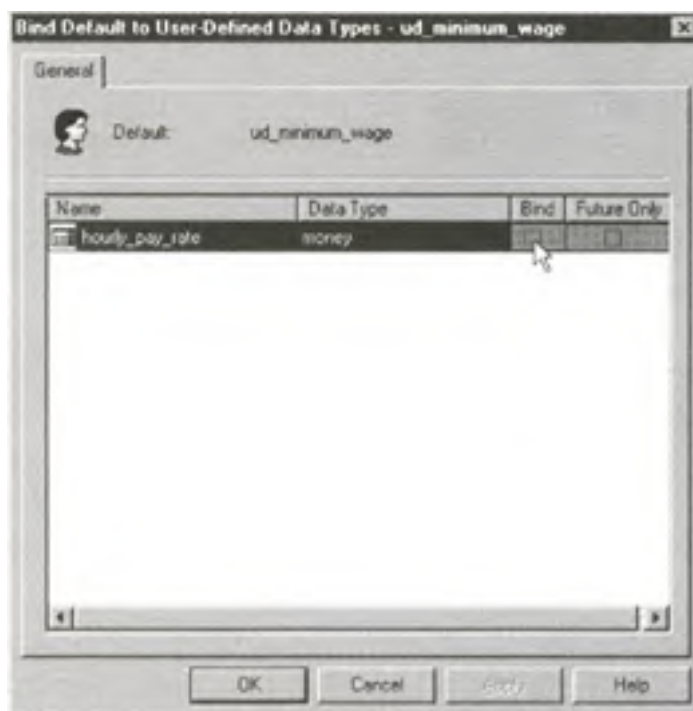 Bind Default to User-Defined Data Types - ud_minimum_wage
General
Default: ud_minimum_wage
Name Data Type Bind Future Only
hourly_pay_rate money
OK Cancel Apply Help